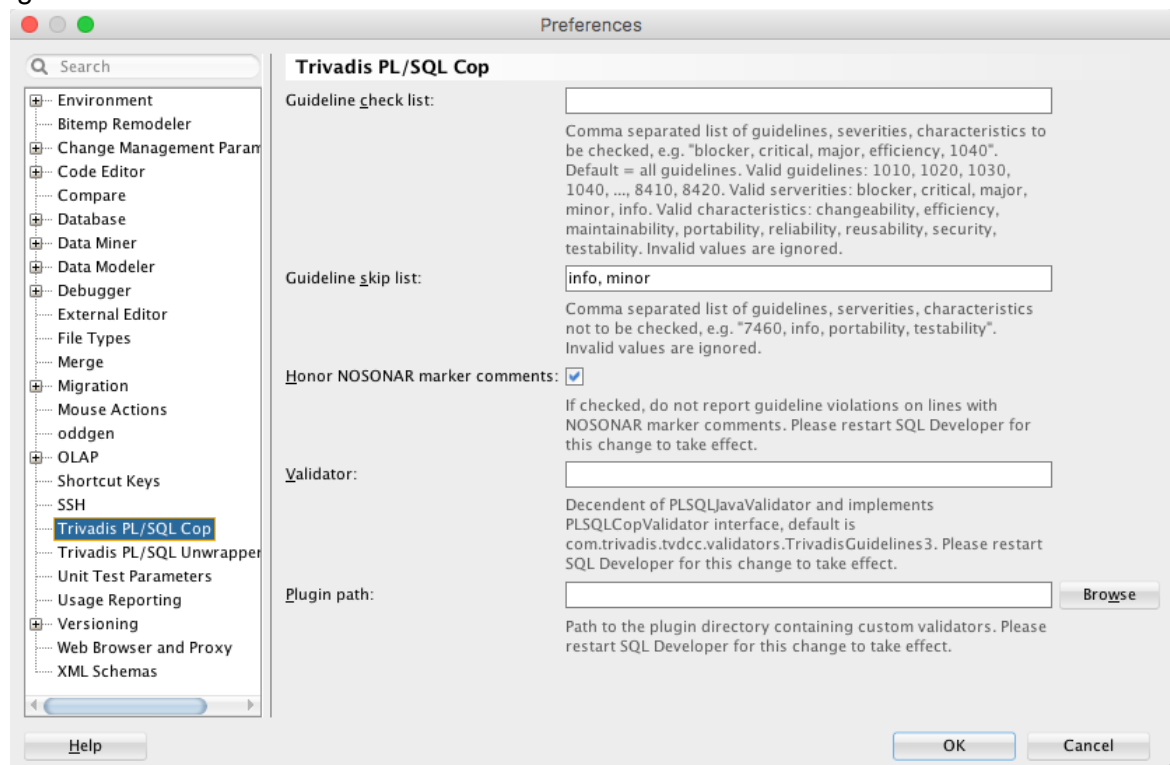 Preferences
Search
Environment
Bitemp Remodeler
Change Management Param
Code Editor
Compare
Database
Data Miner
Data Modeler
Debugger
External Editor
File Types
Merge
Migration
Mouse Actions
oddgen
OLAP
Shortcut Keys
SSH
Trivadis PL/SQL Cop
Trivadis PL/SQL Unwrapper
Unit Test Parameters
Usage Reporting
Versioning
Web Browser and Proxy
XML Schemas
Trivadis PL/SQL Cop
Guideline check list:
Comma separated list of guidelines, severities, characteristics to
be checked, e.g. "blocker, critical, major, efficiency, 1040".
Default = all guidelines. Valid guidelines: 1010, 1020, 1030,
1040, ..., 8410, 8420. Valid serverities: blocker, critical, major,
minor, info. Valid characteristics: changeability, efficiency,
maintainability, portability, reliability, reusability, security,
testability. Invalid values are ignored.
Guideline skip list: info, minor
Comma separated list of guidelines, serverities, characteristics
not to be checked, e.g. "7460, info, portability, testability".
Invalid values are ignored.
Honor NOSONAR marker comments:
If checked, do not report guideline violations on lines with
NOSONAR marker comments. Please restart SQL Developer for
this change to take effect.
Validator:
Decendent of PLSQLJavaValidator and implements
PLSQLCopValidator interface, default is
com.trivadis.tvdcc.validators.TrivadisGuidelines3. Please restart
SQL Developer for this change to take effect.
Plugin path: Browse
Path to the plugin directory containing custom validators. Please
restart SQL Developer for this change to take effect.
Help OK Cancel